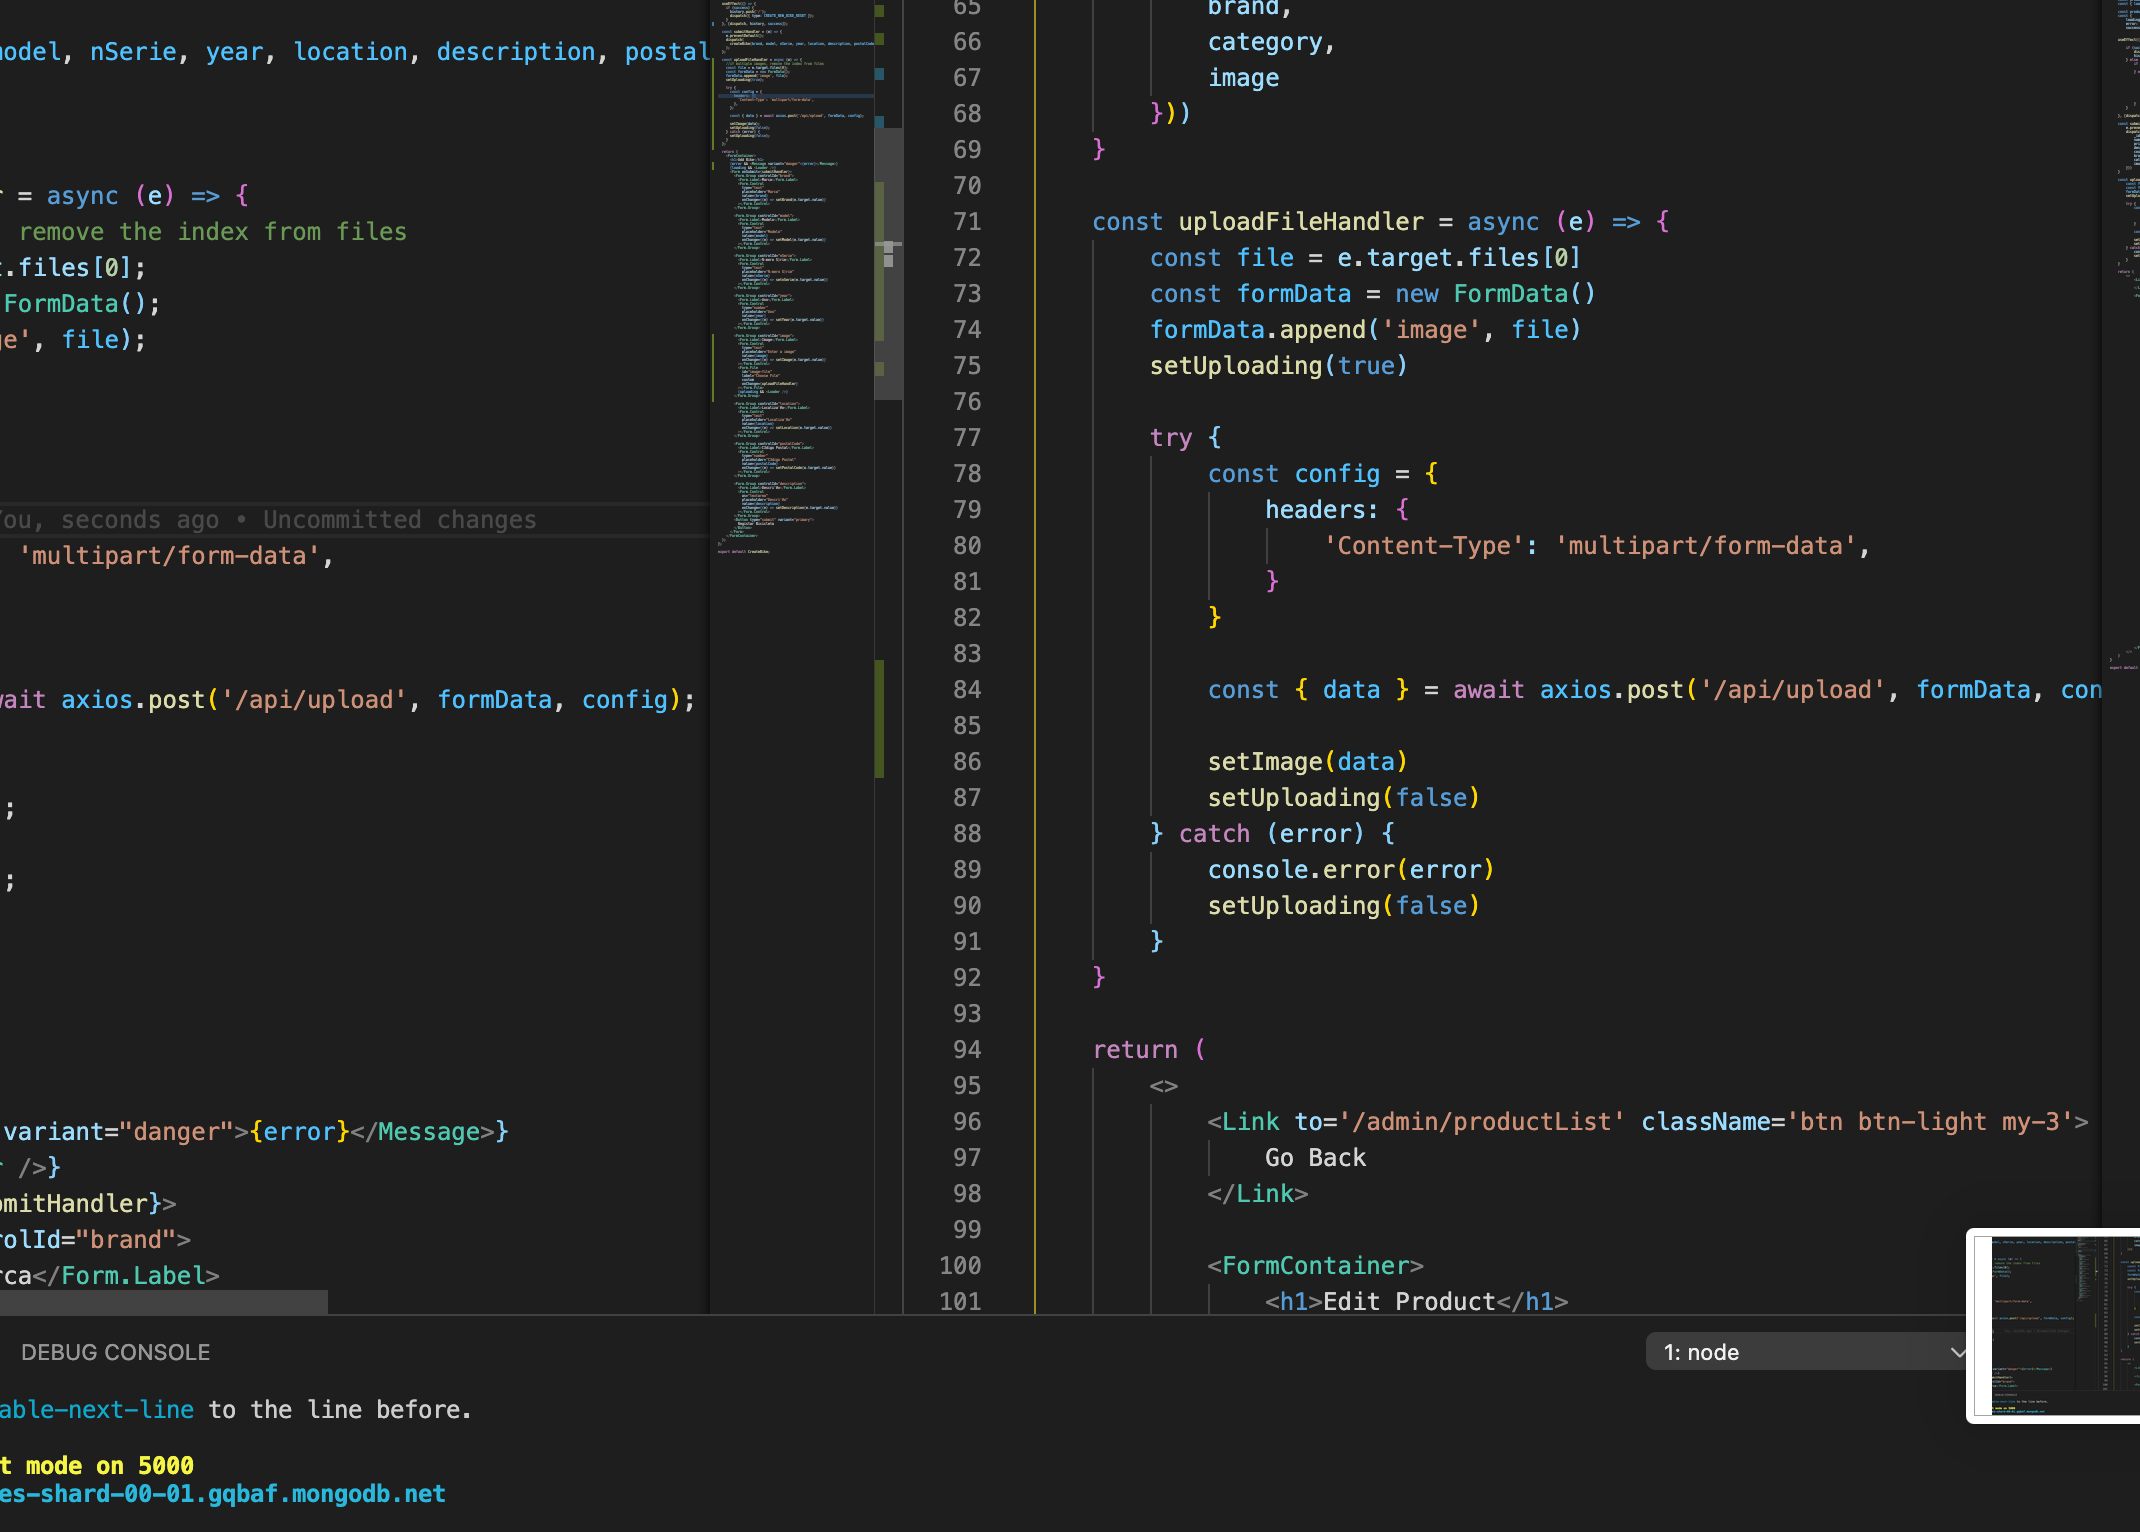 model, nSerie, year, location, description, postal
= async (e) => {
remove the index from files
.files[0];
FormData();
e', file);
You, seconds ago • Uncommitted changes
'multipart/form-data',
wait axios.post('/api/upload', formData, config);
;
;
variant="danger">{error}</Message>}
/>}
omitHandler}>
rolId="brand">
rca</Form.Label>
65 brand,
66 category,
67 image
68 }))
69 }
70
71 const uploadFileHandler = async (e) => {
72 const file = e.target.files[0]
73 const formData = new FormData()
74 formData.append('image', file)
75 setUploading(true)
76
77 try {
78 const config = {
79 headers: {
80 'Content-Type': 'multipart/form-data',
81 }
82 }
83
84 const { data } = await axios.post('/api/upload', formData, con
85
86 setImage(data)
87 setUploading(false)
88 } catch (error) {
89 console.error(error)
90 setUploading(false)
91 }
92 }
93
94 return (
95 <>
96 <Link to='/admin/productList' className='btn btn-light my-3'>
97 Go Back
98 </Link>
99
100 <FormContainer>
101 <h1>Edit Product</h1>
DEBUG CONSOLE
1: node
able-next-line to the line before.
t mode on 5000
es-shard-00-01.gqbaf.mongodb.net